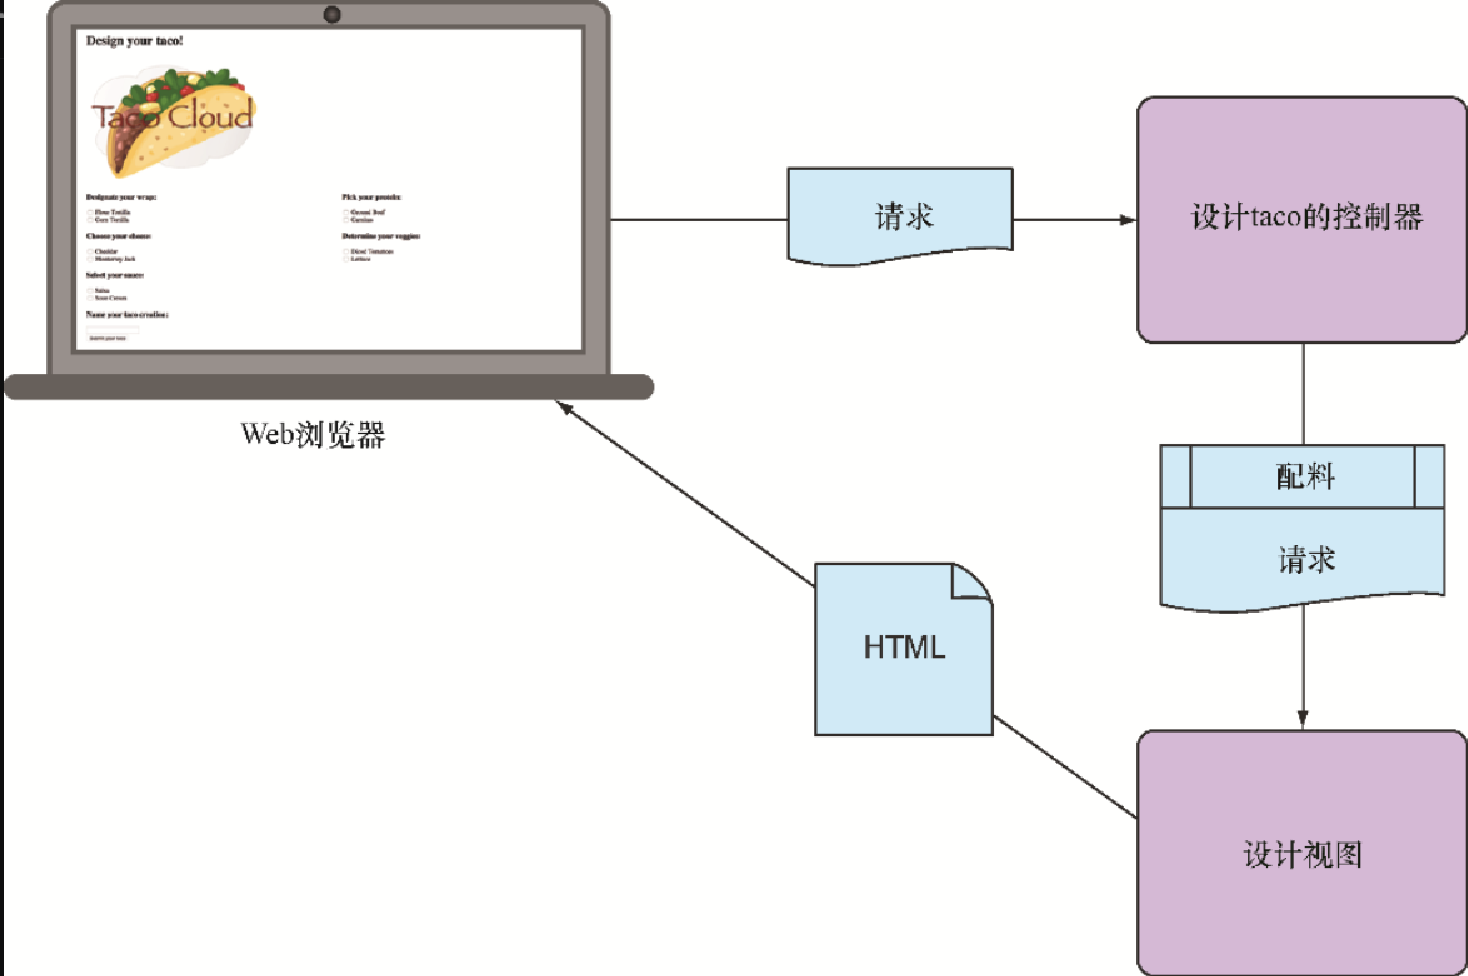 Design your taco!
Taco Cloud
Designate your wrap:
Flour Tortilla
Corn Tortilla
Choose your cheese:
Cheddar
Monterrey Jack
Select your sauce:
Salsa
Sour Cream
Name your taco creation:
Pick your protein:
Ground Beef
Carnitas
Determine your veggies:
Diced Tomatoes
Lettuce
Web浏览器
请求
设计taco的控制器
配料
请求
HTML
设计视图